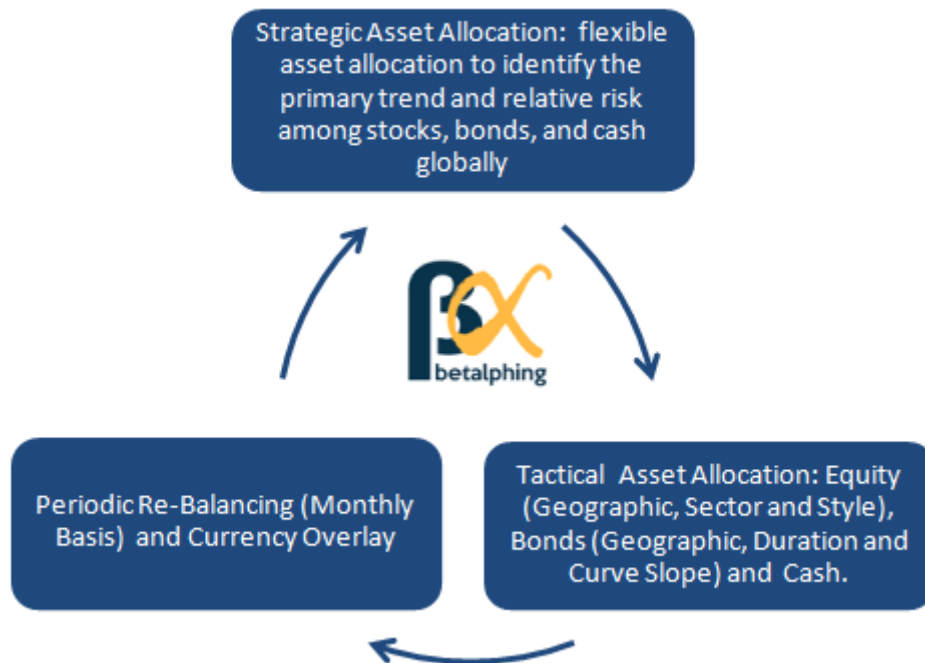 Strategic Asset Allocation:  flexible
asset allocation to identify the
primary trend and relative risk
among stocks, bonds, and cash
globally
βα
betalphing
Tactical  Asset Allocation: Equity
(Geographic, Sector and Style),
Bonds (Geographic, Duration and
Curve Slope) and  Cash.
Periodic Re-Balancing (Monthly
Basis)  and Currency Overlay